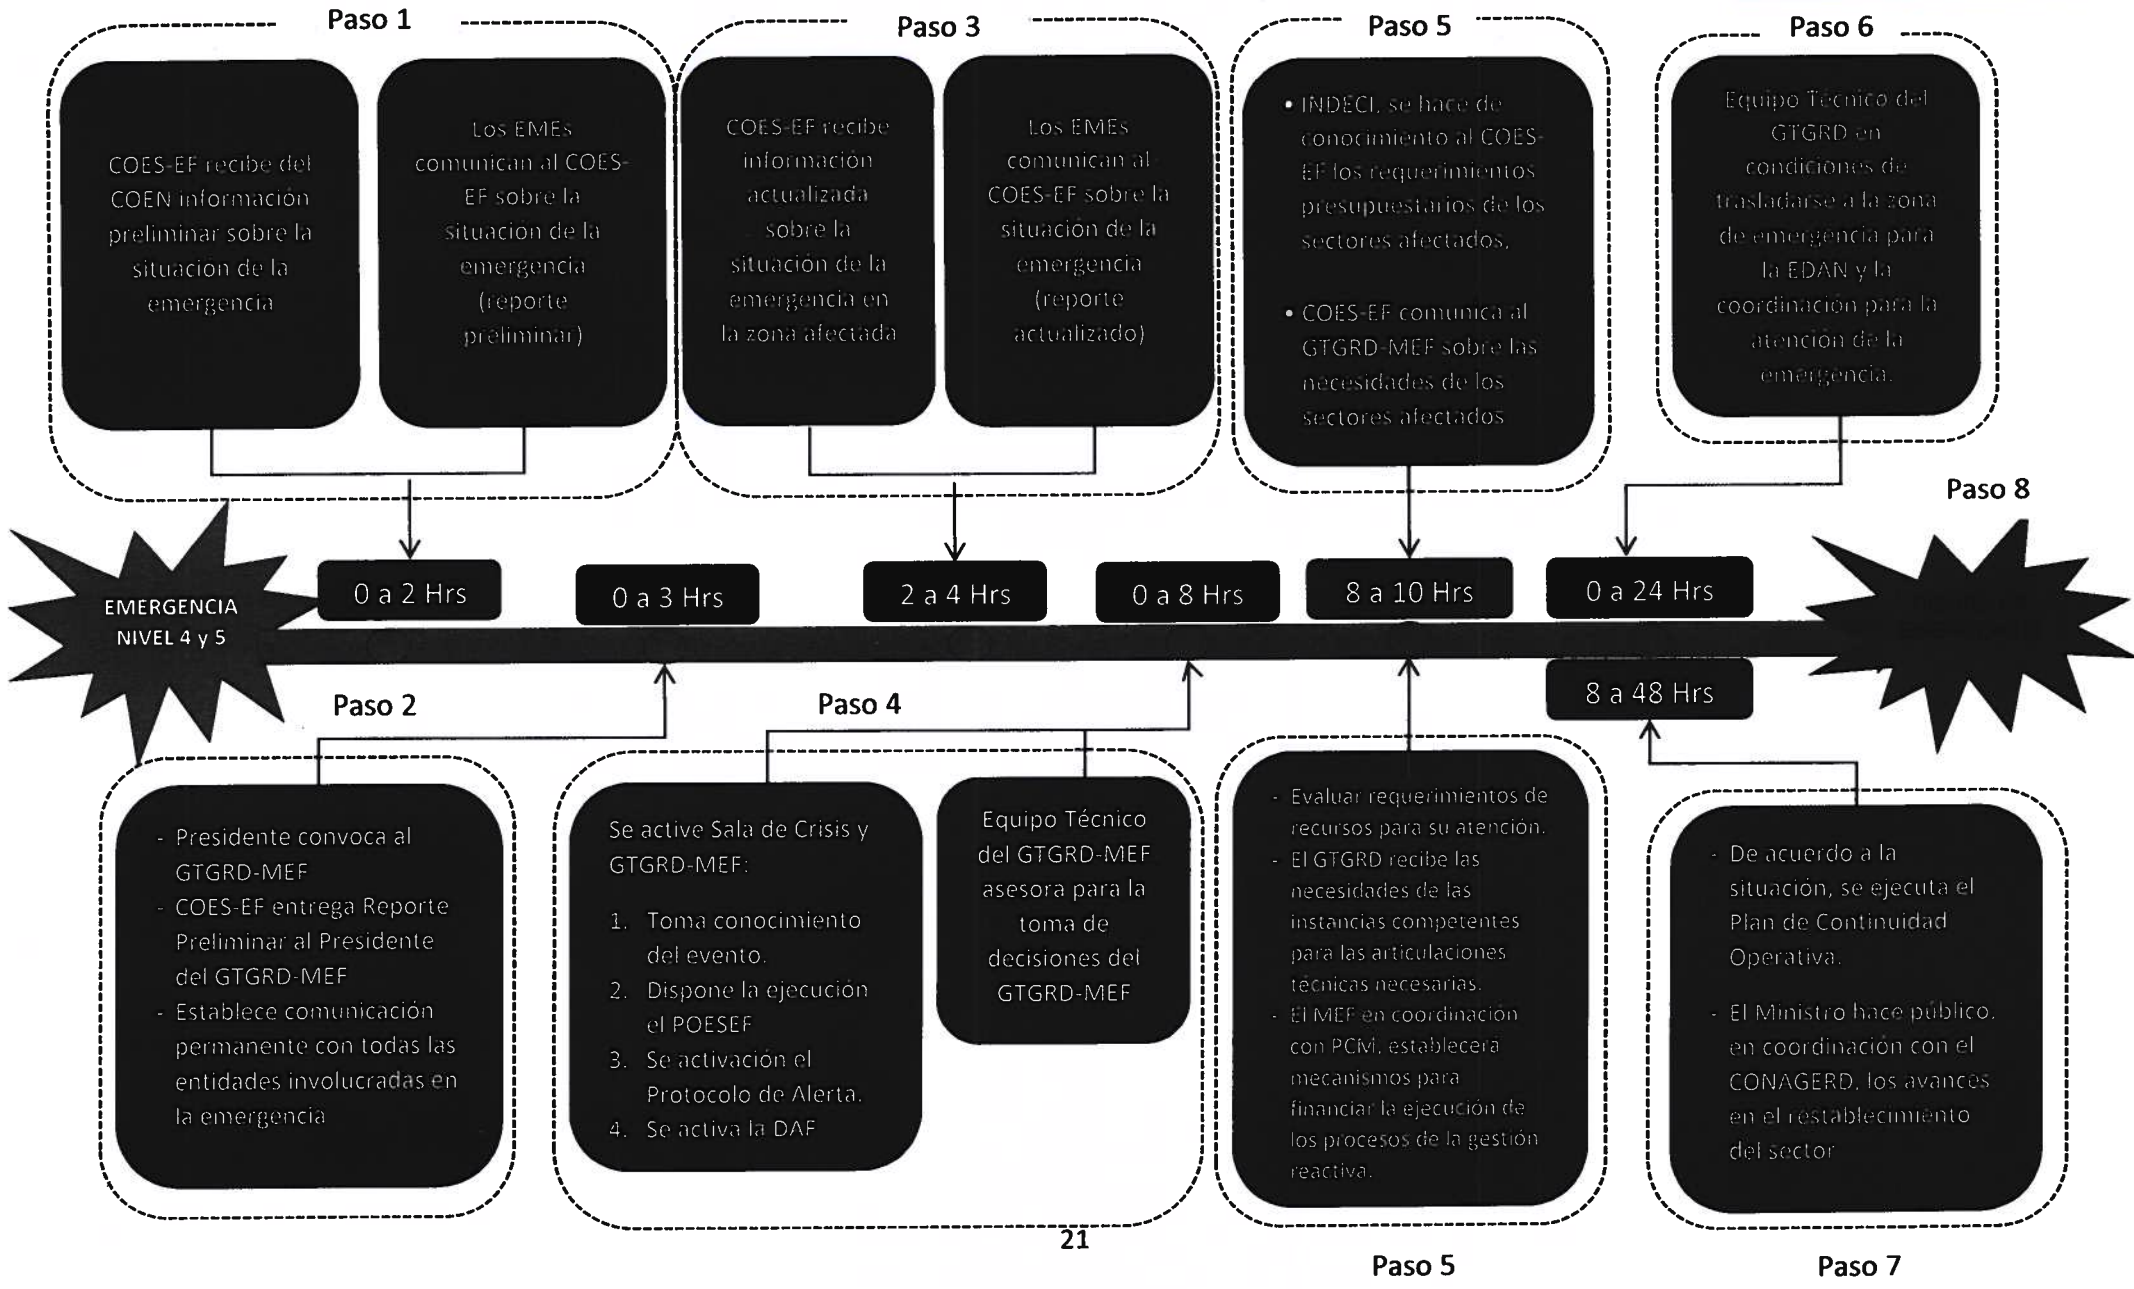 Paso 1
COES-EF recibe del
COEN información
preliminar sobre la
situación de la
emergencia
Los EMEs
comunican al COES-
EF sobre la
situación de la
emergencia
(reporte
preliminar)
Paso 3
COES-EF recibe
información
actualizada
sobre la
situación de la
emergencia en
la zona afectada
Los EMEs
comunican al
COES-EF sobre la
situación de la
emergencia
(reporte
actualizado)
Paso 5
• INDECI, se hace de
conocimiento al COES-
EF los requerimientos
presupuestarios de los
sectores afectados,
• COES-EF comunica al
GTGRD-MEF sobre las
necesidades de los
sectores afectados
Paso 6
Equipo Técnico del
GTGRD en
condiciones de
trasladarse a la zona
de emergencia para
la EDAN y la
coordinación para la
atención de la
emergencia.
Paso 8
EMERGENCIA
NIVEL 4 y 5
0 a 2 Hrs
0 a 3 Hrs
2 a 4 Hrs
0 a 8 Hrs
8 a 10 Hrs
0 a 24 Hrs
8 a 48 Hrs
Paso 2
- Presidente convoca al
GTGRD-MEF
- COES-EF entrega Reporte
Preliminar al Presidente
del GTGRD-MEF
- Establece comunicación
permanente con todas las
entidades involucradas en
la emergencia
Paso 4
Se active Sala de Crisis y
GTGRD-MEF:
1. Toma conocimiento
del evento.
2. Dispone la ejecución
el POESEF
3. Se activación el
Protocolo de Alerta.
4. Se activa la DAF
Equipo Técnico
del GTGRD-MEF
asesora para la
toma de
decisiones del
GTGRD-MEF
- Evaluar requerimientos de
recursos para su atención.
- El GTGRD recibe las
necesidades de las
instancias competentes
para las articulaciones
técnicas necesarias.
- El MEF en coordinación
con PCM, establecerá
mecanismos para
financiar la ejecución de
los procesos de la gestión
reactiva.
Paso 5
- De acuerdo a la
situación, se ejecuta el
Plan de Continuidad
Operativa.
- El Ministro hace público,
en coordinación con el
CONAGERD, los avances
en el restablecimiento
del sector
Paso 7
21